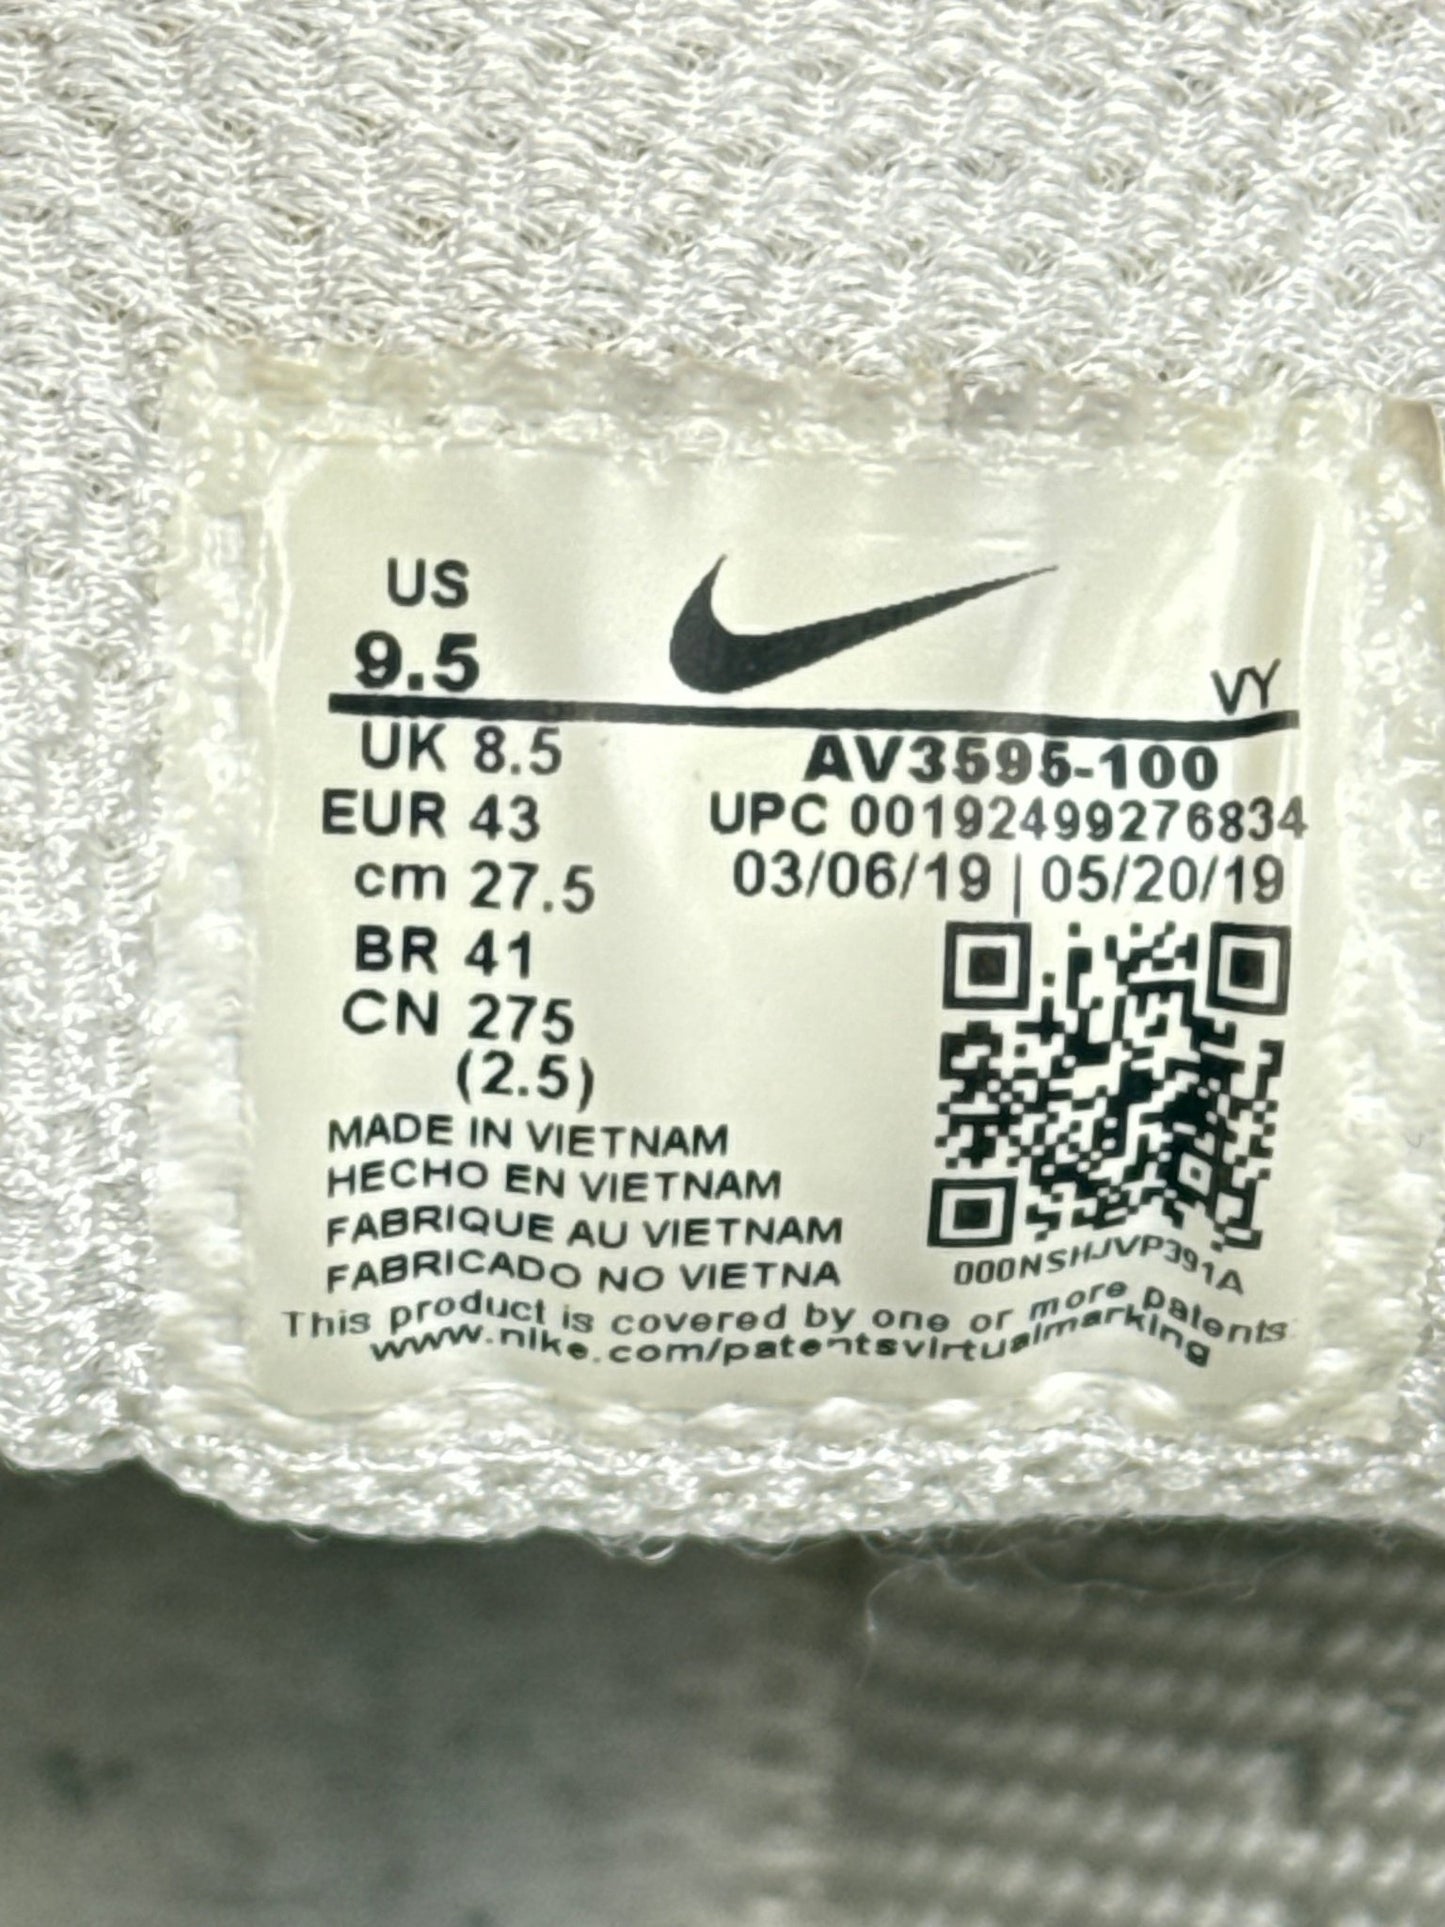 US
9.5
VY
UK 8.5
EUR 43
cm 27.5
BR 41
CN 275
(2.5)
AV3595-100
UPC 00192499276834
03/06/19 | 05/20/19
000NSHJVP391A
MADE IN VIETNAM
HECHO EN VIETNAM
FABRIQUE AU VIETNAM
FABRICADO NO VIETNA
This product is covered by one or more patents
www.nike.com/patentsvirtualmarking